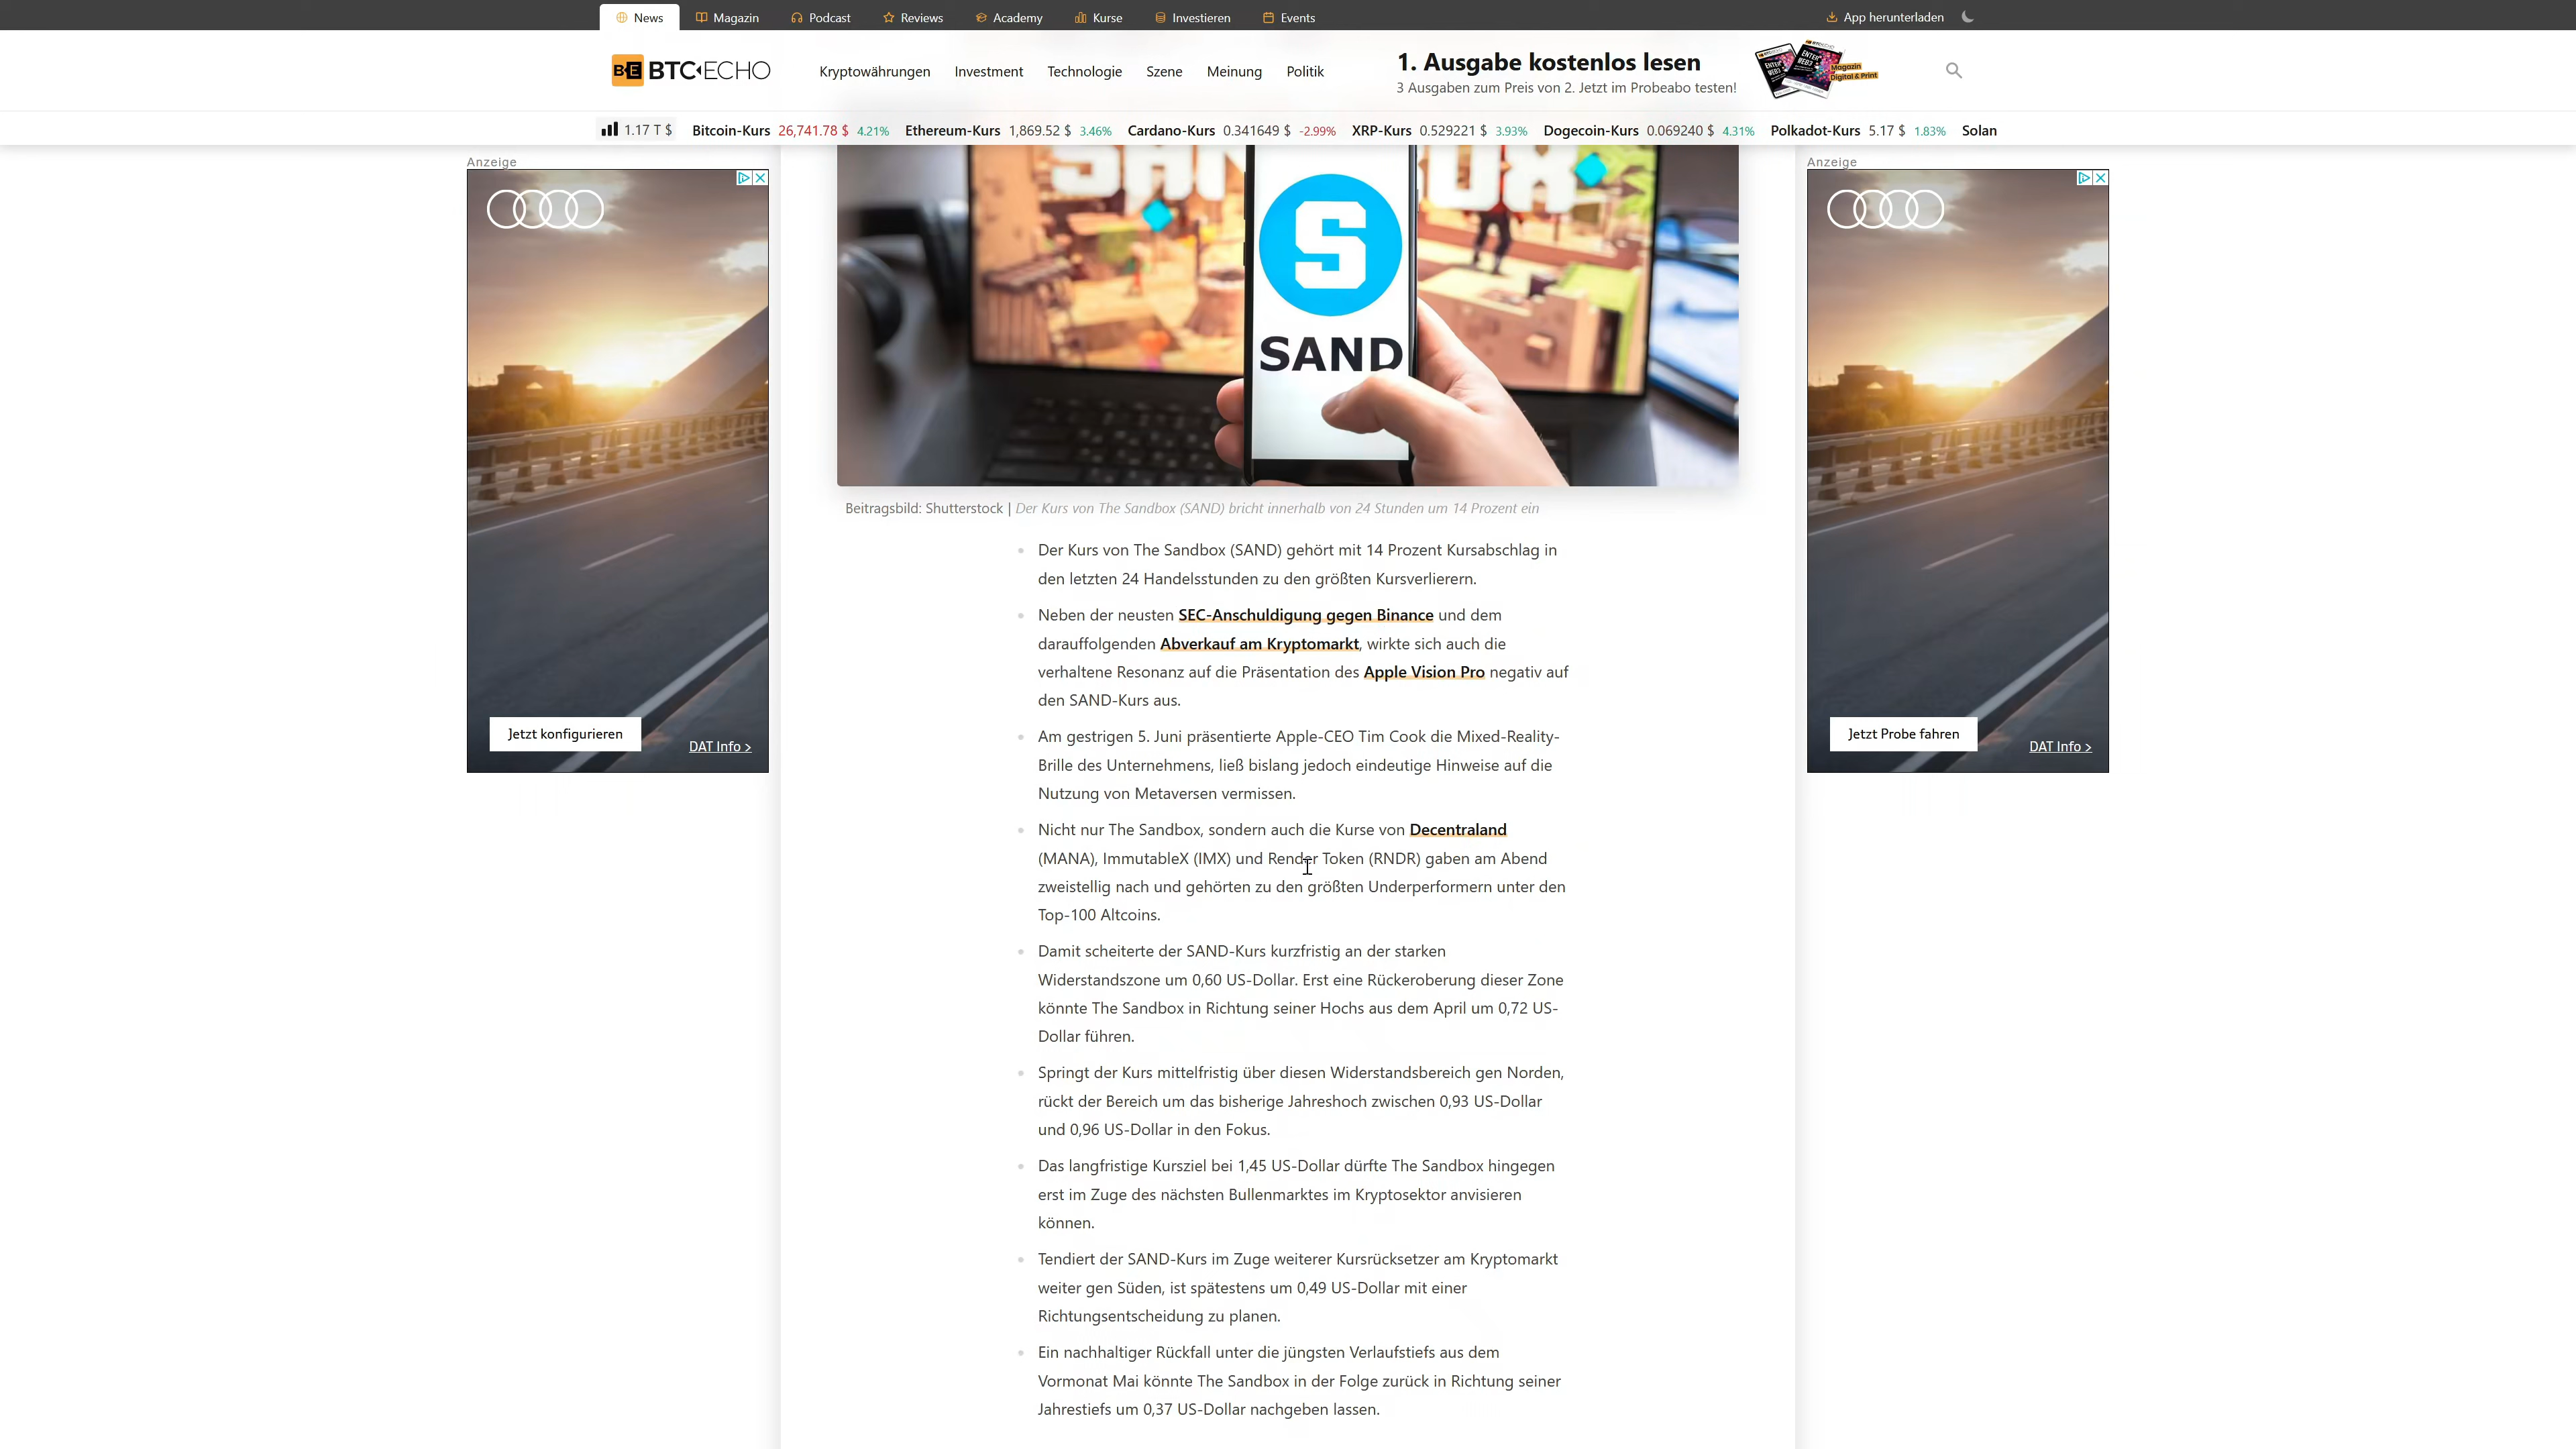 News Magazin Podcast Reviews Academy Kurse Investieren Events App herunterladen
BE BTC ECHO Kryptowährungen Investment Technologie Szene Meinung Politik
1. Ausgabe kostenlos lesen
3 Ausgaben zum Preis von 2. Jetzt im Probeabo testen!
Magazin
Digital & Print
1.17 T $ Bitcoin-Kurs 26,741.78 $ 4.21% Ethereum-Kurs 1,869.52 $ 3.46% Cardano-Kurs 0.341649 $ -2.99% XRP-Kurs 0.529221 $ 3.93% Dogecoin-Kurs 0.069240 $ 4.31% Polkadot-Kurs 5.17 $ 1.83% Solan
Anzeige
Jetzt konfigurieren
DAT Info >
Anzeige
Jetzt Probe fahren
DAT Info >
S
SAND
Beitragsbild: Shutterstock | Der Kurs von The Sandbox (SAND) bricht innerhalb von 24 Stunden um 14 Prozent ein
Der Kurs von The Sandbox (SAND) gehört mit 14 Prozent Kursabschlag in
den letzten 24 Handelsstunden zu den größten Kursverlierern.
Neben der neusten SEC-Anschuldigung gegen Binance und dem
darauffolgenden Abverkauf am Kryptomarkt, wirkte sich auch die
verhaltene Resonanz auf die Präsentation des Apple Vision Pro negativ auf
den SAND-Kurs aus.
Am gestrigen 5. Juni präsentierte Apple-CEO Tim Cook die Mixed-Reality-
Brille des Unternehmens, ließ bislang jedoch eindeutige Hinweise auf die
Nutzung von Metaversen vermissen.
Nicht nur The Sandbox, sondern auch die Kurse von Decentraland
(MANA), ImmutableX (IMX) und Render Token (RNDR) gaben am Abend
zweistellig nach und gehörten zu den größten Underperformern unter den
Top-100 Altcoins.
Damit scheiterte der SAND-Kurs kurzfristig an der starken
Widerstandszone um 0,60 US-Dollar. Erst eine Rückeroberung dieser Zone
könnte The Sandbox in Richtung seiner Hochs aus dem April um 0,72 US-
Dollar führen.
Springt der Kurs mittelfristig über diesen Widerstandsbereich gen Norden,
rückt der Bereich um das bisherige Jahreshoch zwischen 0,93 US-Dollar
und 0,96 US-Dollar in den Fokus.
Das langfristige Kursziel bei 1,45 US-Dollar dürfte The Sandbox hingegen
erst im Zuge des nächsten Bullenmarktes im Kryptosektor anvisieren
können.
Tendiert der SAND-Kurs im Zuge weiterer Kursrücksetzer am Kryptomarkt
weiter gen Süden, ist spätestens um 0,49 US-Dollar mit einer
Richtungsentscheidung zu planen.
Ein nachhaltiger Rückfall unter die jüngsten Verlaufstiefs aus dem
Vormonat Mai könnte The Sandbox in der Folge zurück in Richtung seiner
Jahrestiefs um 0,37 US-Dollar nachgeben lassen.